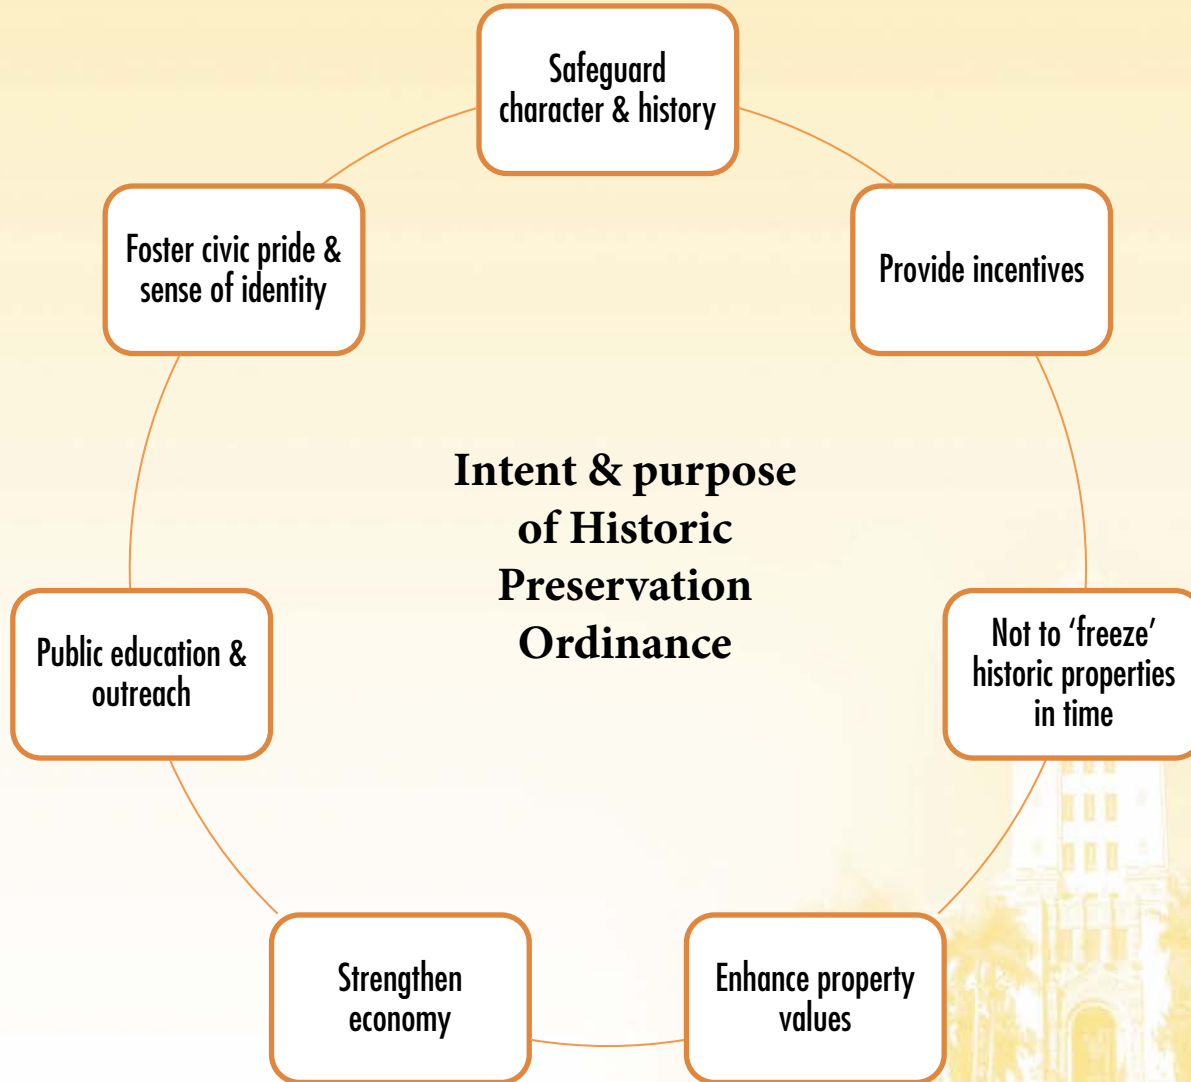 Safeguard
character & history
Foster civic pride &
sense of identity
Provide incentives
Intent & purpose
of Historic
Preservation
Ordinance
Public education &
outreach
Not to ‘freeze’
historic properties
in time
Strengthen
economy
Enhance property
values